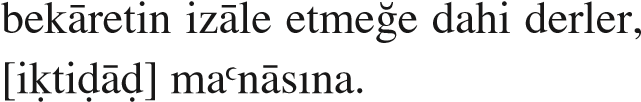 bekāretin izāle etmeğe dahi derler,
[iḳtiḍāḍ] maʿnāsına.